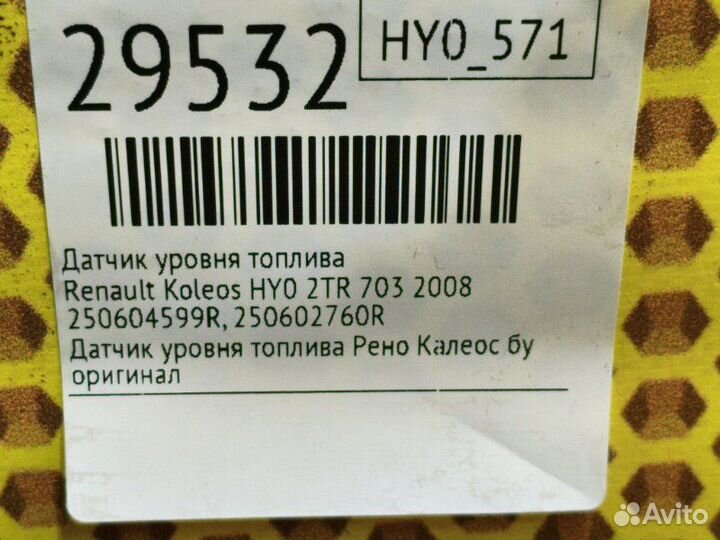 29532
HY0_571
Датчик уровня топлива
Renault Koleos HY0 2TR 703 2008
250604599R, 250602760R
Датчик уровня топлива Рено Калеос бу
оригинал
Avito